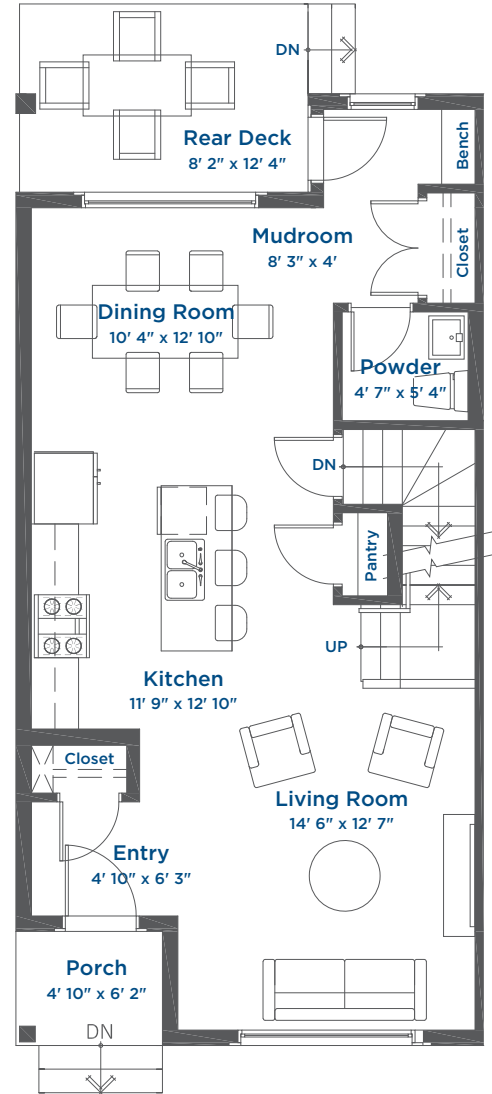 DN
Rear Deck
8' 2" x 12' 4"
Bench
Mudroom
8' 3" x 4'
Closet
Dining Room
10' 4" x 12' 10"
Powder
4' 7" x 5' 4"
DN
Pantry
UP
Kitchen
11' 9" x 12' 10"
Closet
Living Room
14' 6" x 12' 7"
Entry
4' 10" x 6' 3"
Porch
4' 10" x 6' 2"
DN